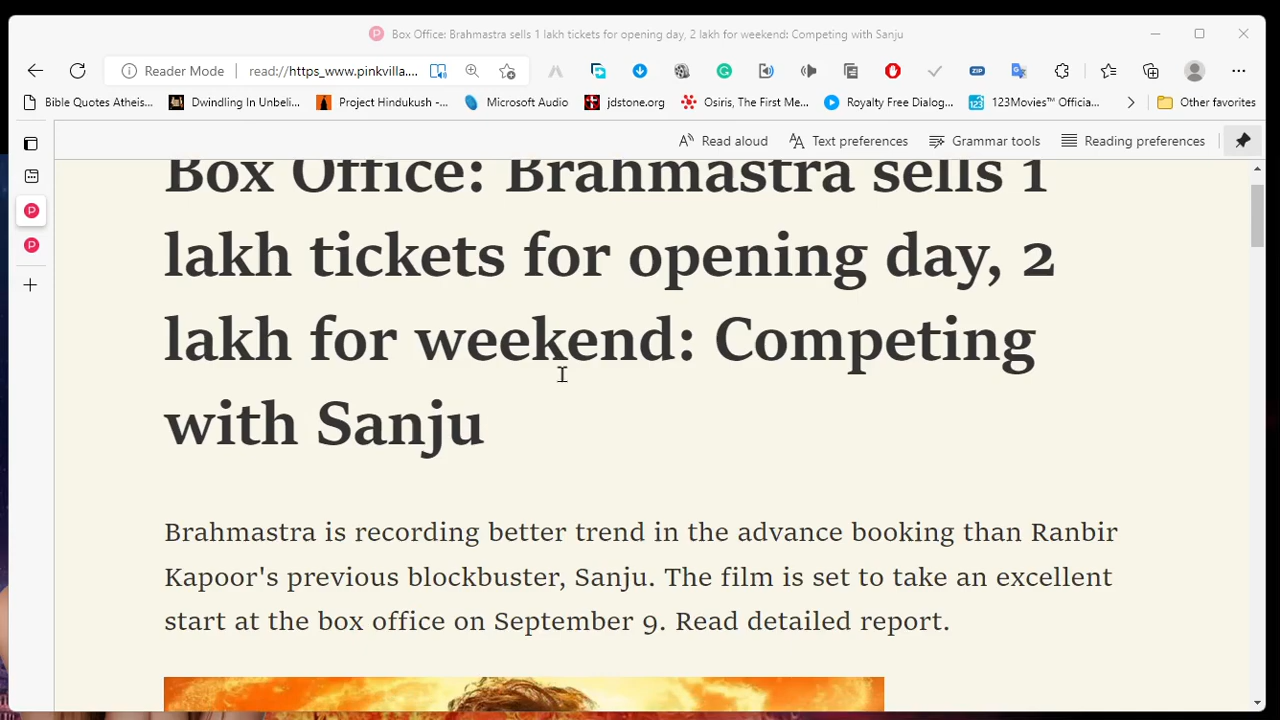 Box Office: Brahmastra sells 1 lakh tickets for opening day, 2 lakh for weekend: Competing with Sanju
Reader Mode read://https_www.pinkvilla....
ZIP
Bible Quotes Atheis... Dwindling In Unbeli... Project Hindukush -... Microsoft Audio jdstone.org Osiris, The First Me... Royalty Free Dialog... 123Movies™ Officia... Other favorites
Read aloud Text preferences Grammar tools Reading preferences
Box Office: Brahmastra sells 1
lakh tickets for opening day, 2
lakh for weekend: Competing
with Sanju
Brahmastra is recording better trend in the advance booking than Ranbir
Kapoor's previous blockbuster, Sanju. The film is set to take an excellent
start at the box office on September 9. Read detailed report.